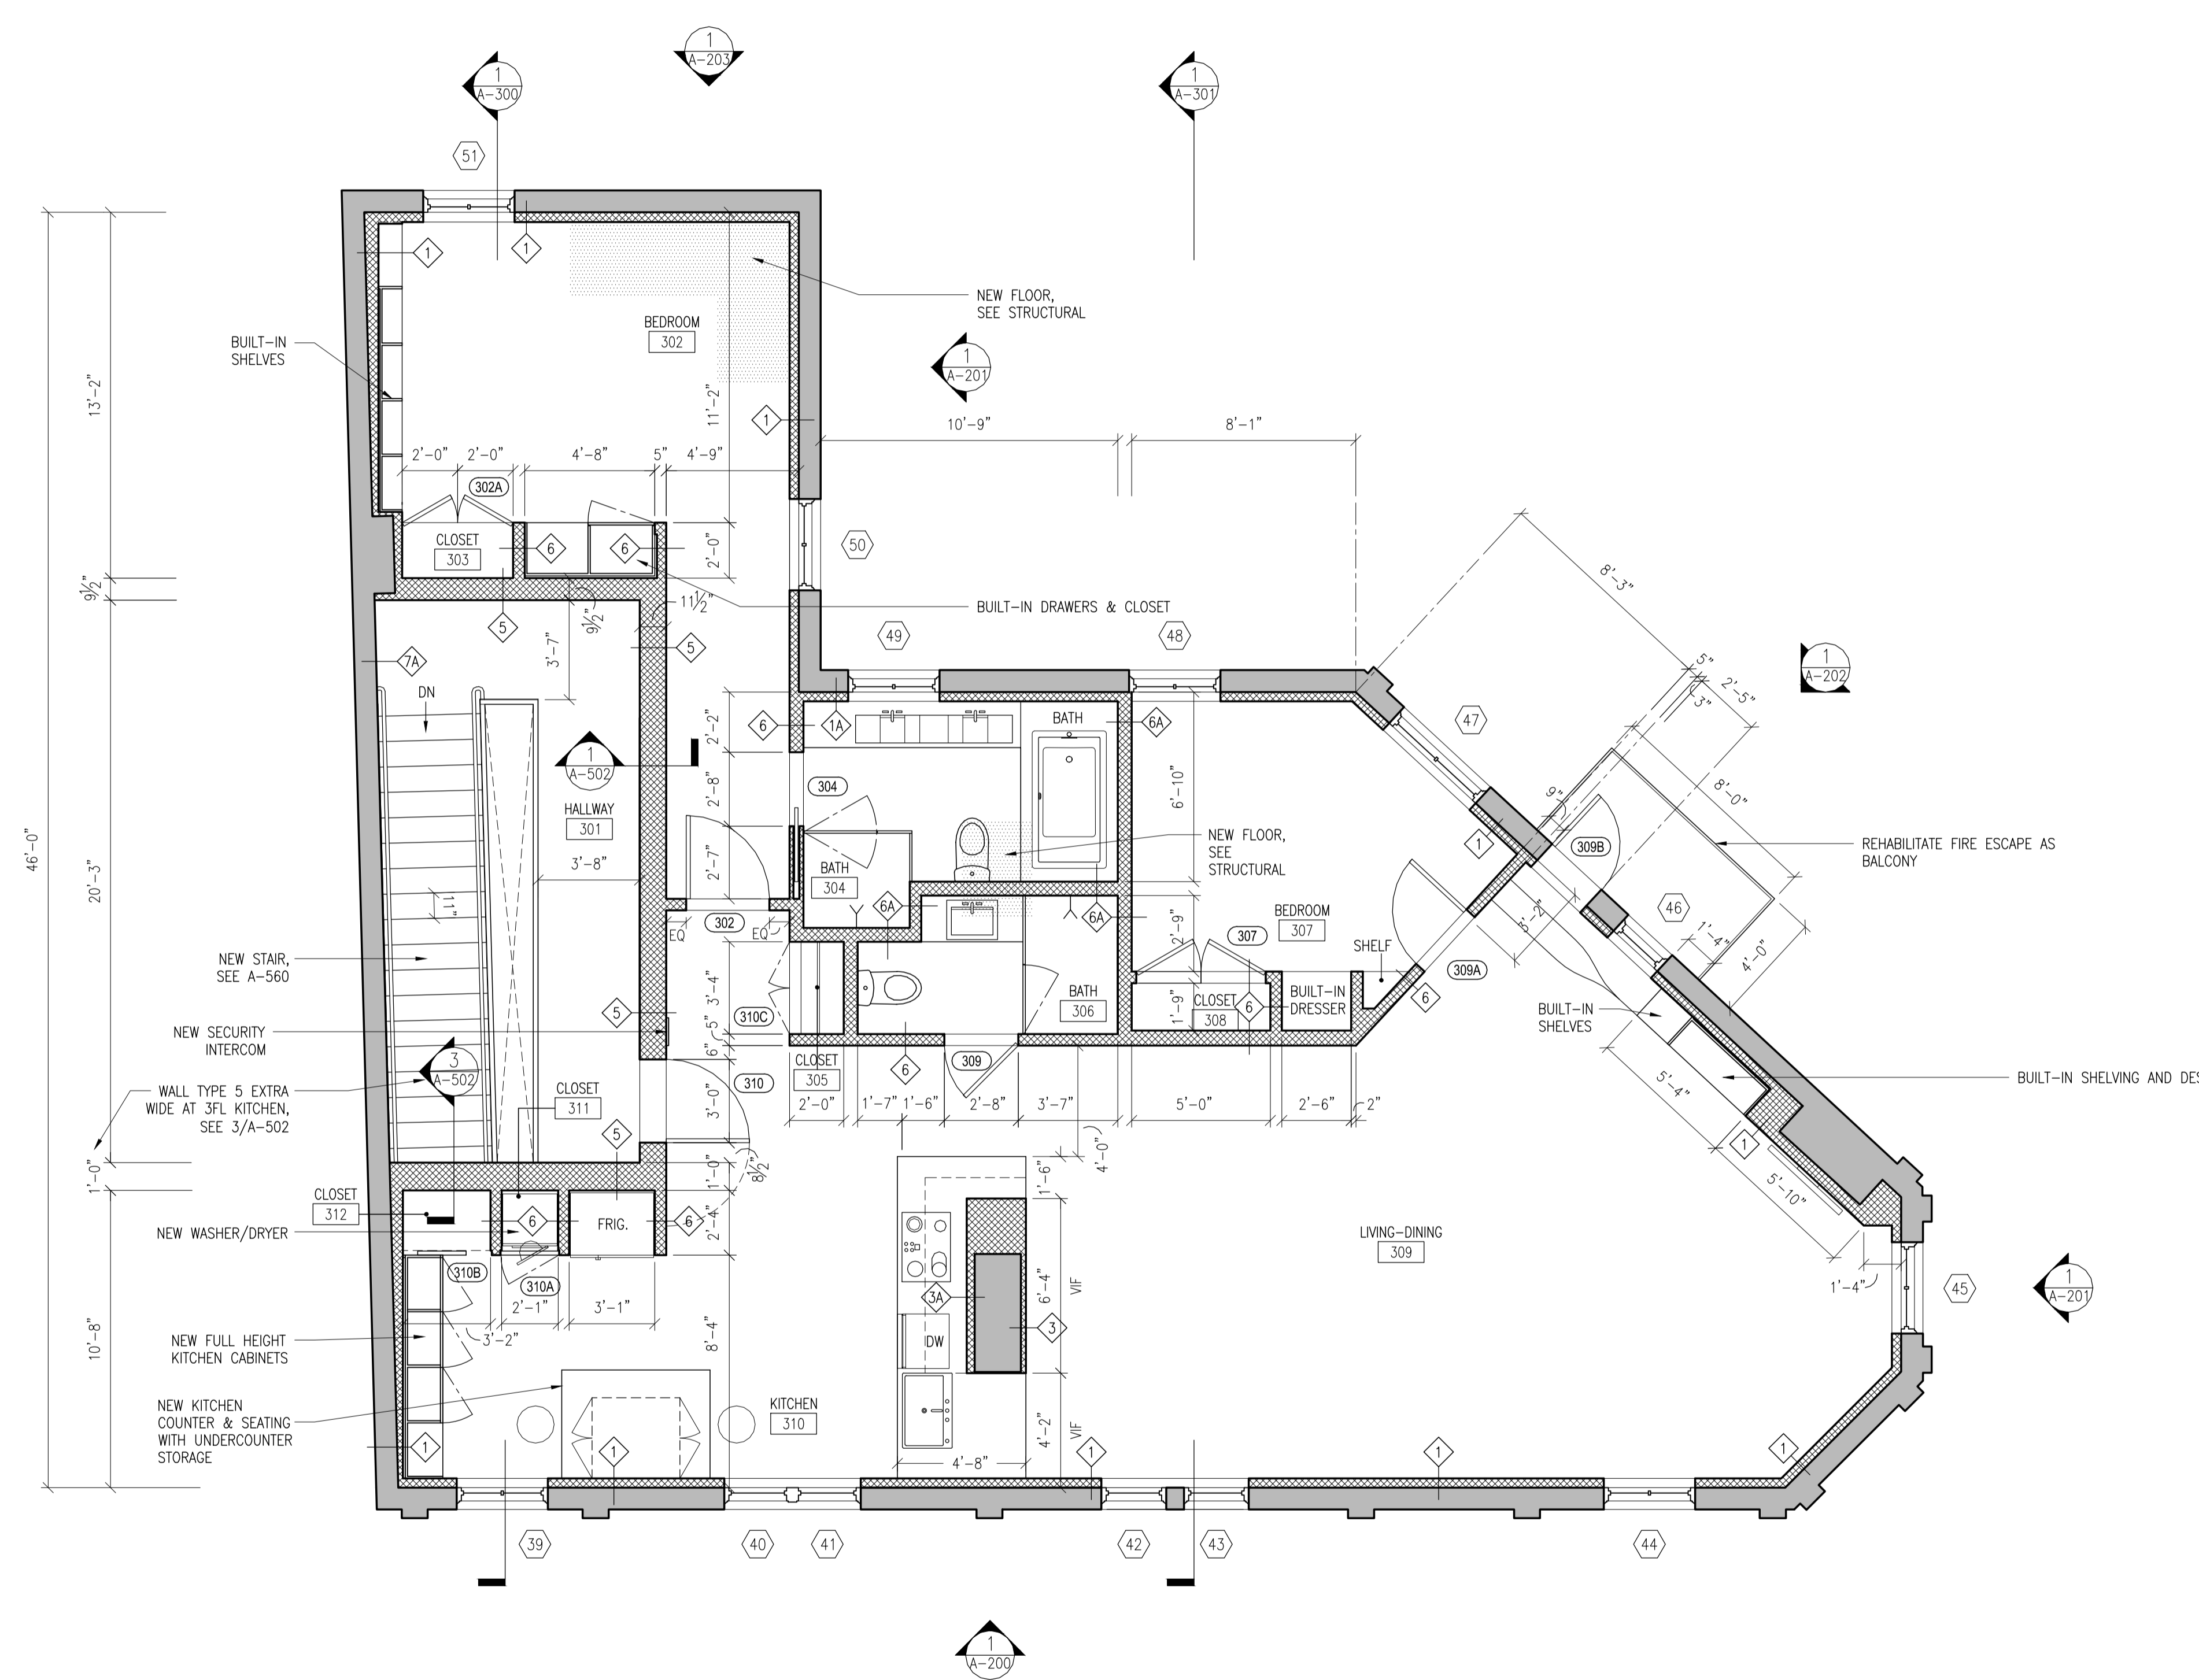 1
A-203
1
A-300
1
A-301
51
1
1
NEW FLOOR,
SEE STRUCTURAL
BEDROOM
302
BUILT-IN
SHELVES
1
A-201
13'-2"
11'-2"
1
10'-9"
8'-1"
2'-0"
2'-0"
4'-8"
5"
4'-9"
302A
CLOSET
303
6
6
2'-0"
50
8'-3"
9½"
9½"
11½"
BUILT-IN DRAWERS & CLOSET
5
5
49
48
3'-7"
7A
1
A-202
5"
3"
2'-5"
DN
47
2'-2"
6
1A
BATH
6A
1
A-502
2'-8"
304
6'-10"
8'-0"
9"
HALLWAY
301
46'-0"
20'-3"
3'-8"
2'-7"
BATH
304
NEW FLOOR,
SEE
STRUCTURAL
1
309B
REHABILITATE FIRE ESCAPE AS
BALCONY
11"
6A
6A
BEDROOM
307
3'-2"
46
1'-4"
4'-0"
EQ
302
EQ
2'-9"
307
SHELF
309A
NEW STAIR,
SEE A-560
3'-4"
6
BATH
306
CLOSET
308
6
BUILT-IN
DRESSER
1'-9"
BUILT-IN
SHELVES
5
310C
NEW SECURITY
INTERCOM
5"
6"
3
A-502
CLOSET
305
6
309
310
WALL TYPE 5 EXTRA
WIDE AT 3FL KITCHEN,
SEE 3/A-502
CLOSET
311
3'-0"
2'-0"
1'-7"
1'-6"
2'-8"
3'-7"
5'-0"
2'-6"
2"
5'-4"
BUILT-IN SHELVING AND DES
5
1
4'-0"
8½"
1'-0"
1'-0"
1'-6"
5'-10"
CLOSET
312
NEW WASHER/DRYER
6
FRIG.
6
2'-4"
LIVING-DINING
309
310B
310A
2'-1"
3'-1"
3'-2"
3A
6'-4"
VIF
1'-4"
45
1
A-201
10'-8"
8'-4"
DW
3
NEW FULL HEIGHT
KITCHEN CABINETS
NEW KITCHEN
COUNTER & SEATING
WITH UNDERCOUNTER
STORAGE
KITCHEN
310
4'-2"
VIF
1
1
1
1
1
4'-8"
39
40
41
42
43
44
1
A-200